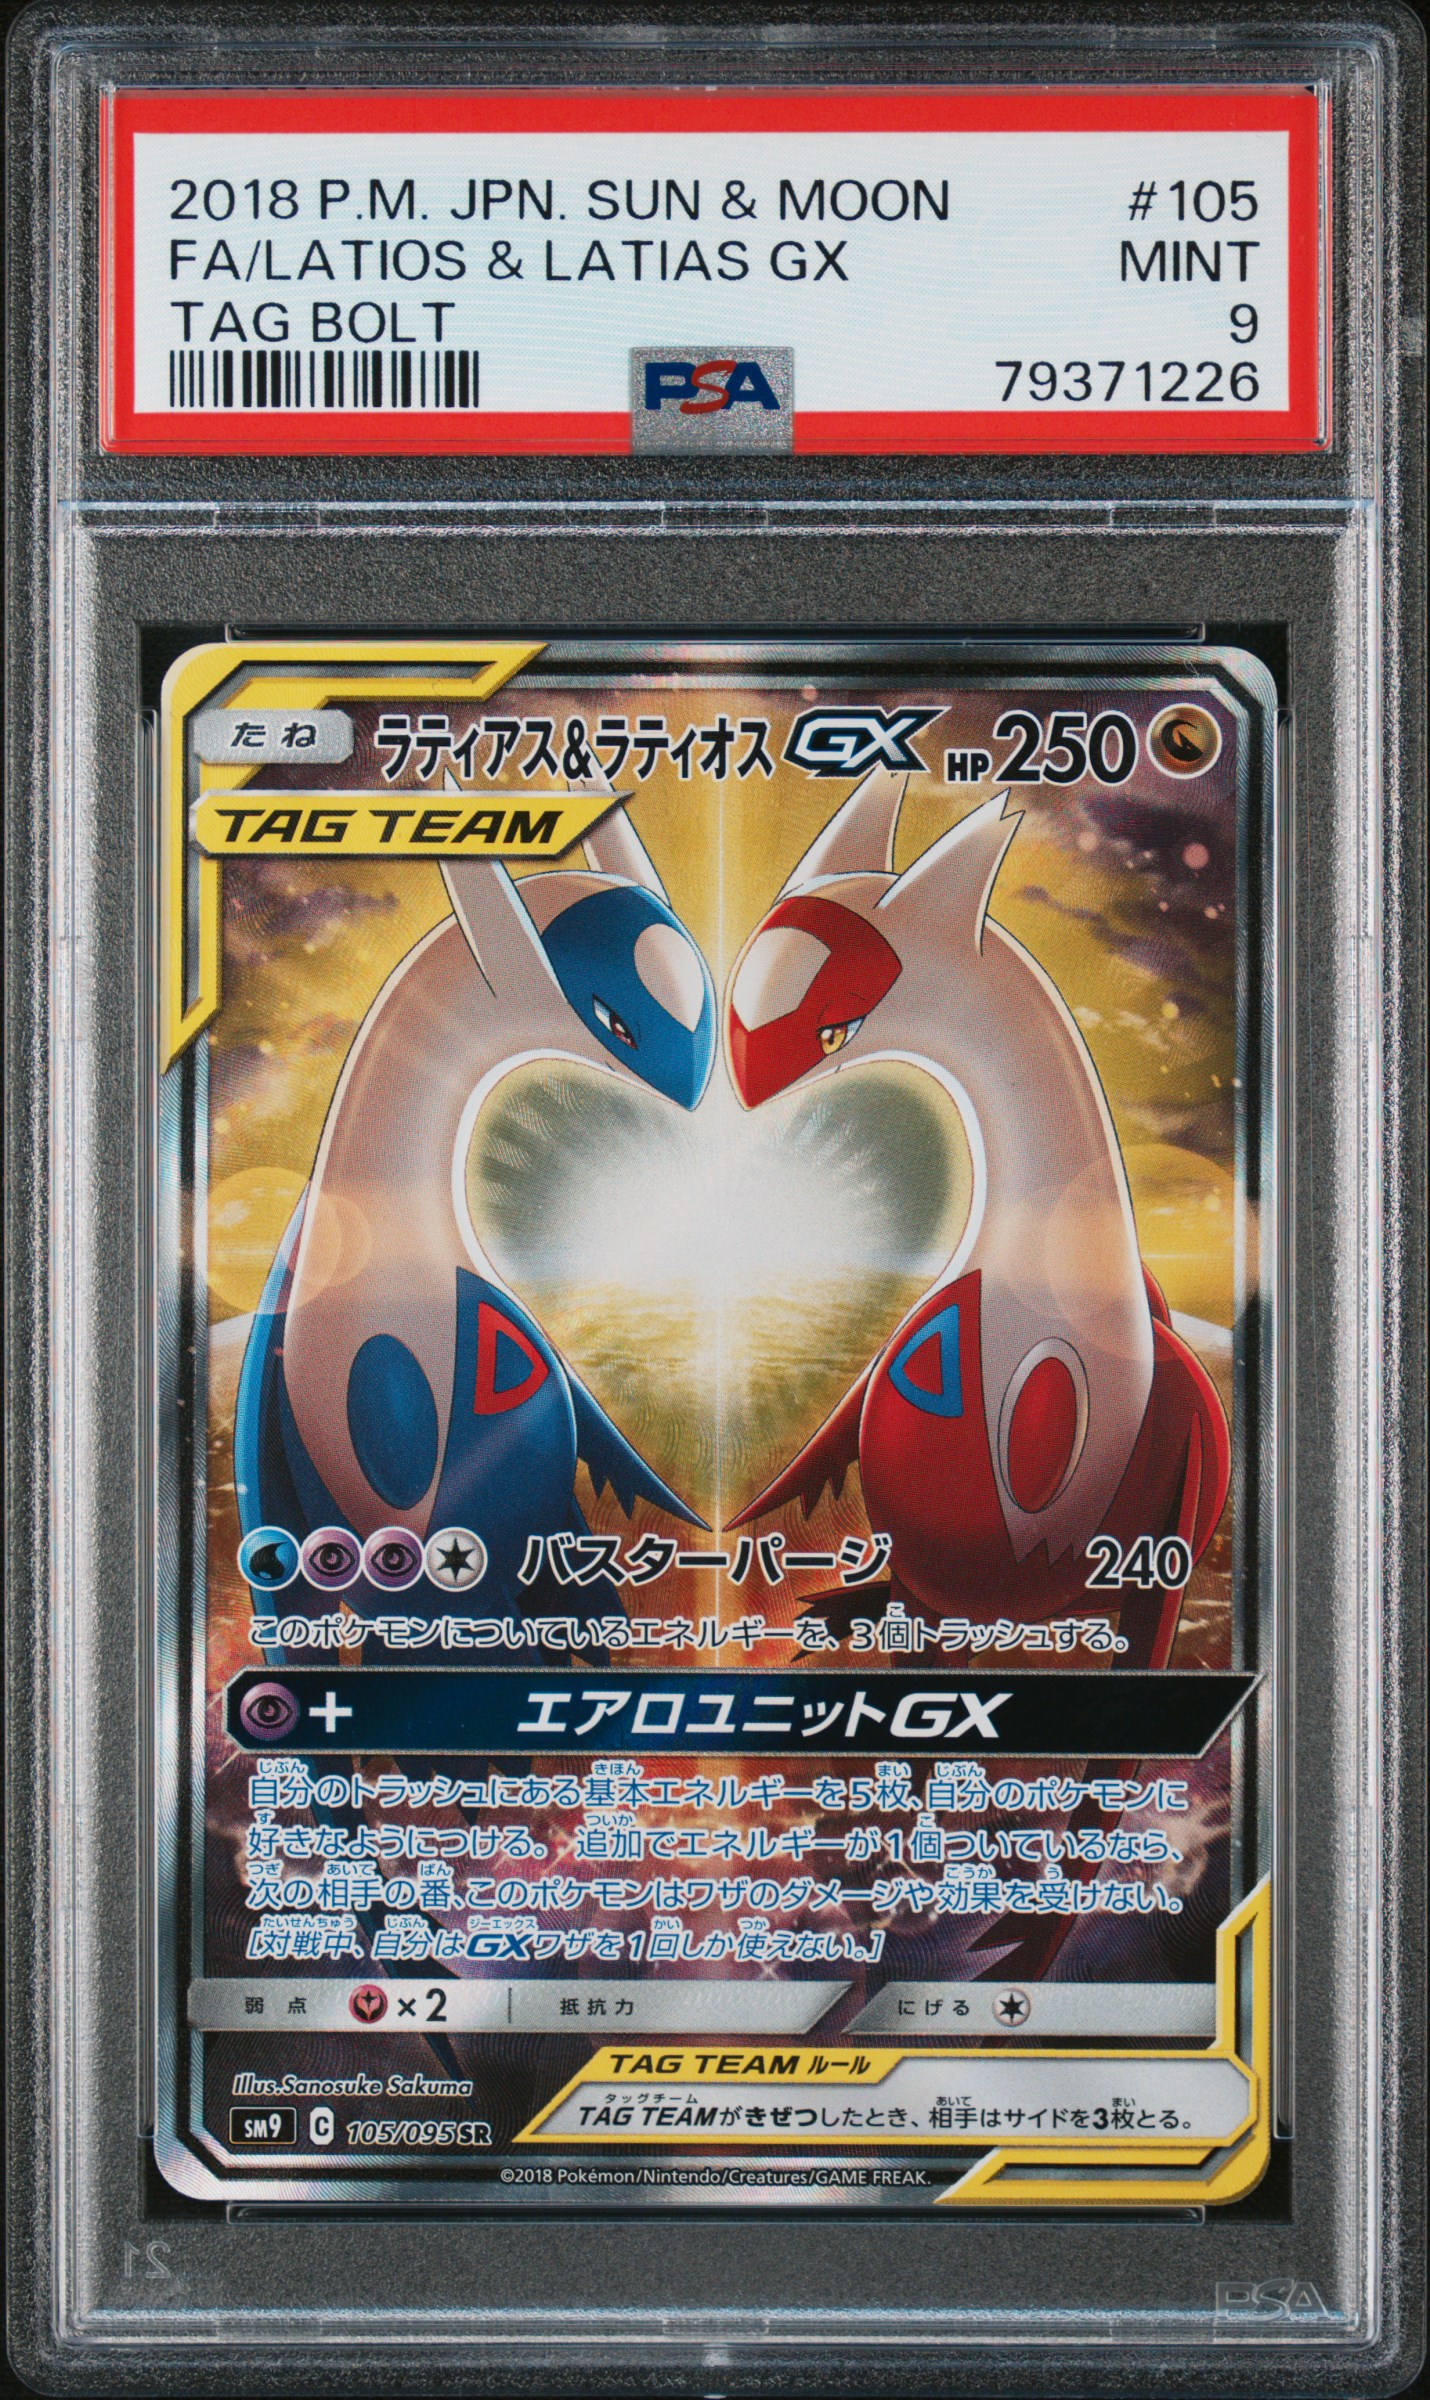 2018 P.M. JPN. SUN & MOON #105
FA/LATIOS & LATIAS GX MINT
TAG BOLT 9
PSA 79371226
たね ラティアス&ラティオスGX HP250
TAG TEAM
バスターパージ 240
このポケモンについているエネルギーを、3個トラッシュする。
+ エアロユニットGX
自分のトラッシュにある基本エネルギーを5枚、自分のポケモンに
好きなようにつける。 追加でエネルギーが1個ついているなら、
次の相手の番、このポケモンはワザのダメージや効果を受けない。
[対戦中、自分はGXワザを1回しか使えない。]
弱点 ×2 抵抗力 にげる
TAG TEAM ルール
TAG TEAMがきぜつしたとき、相手はサイドを3枚とる。
Illus.Sanosuke Sakuma
SM9 C 105/095 SR
©2018 Pokémon/Nintendo/Creatures/GAME FREAK.
21
PSA